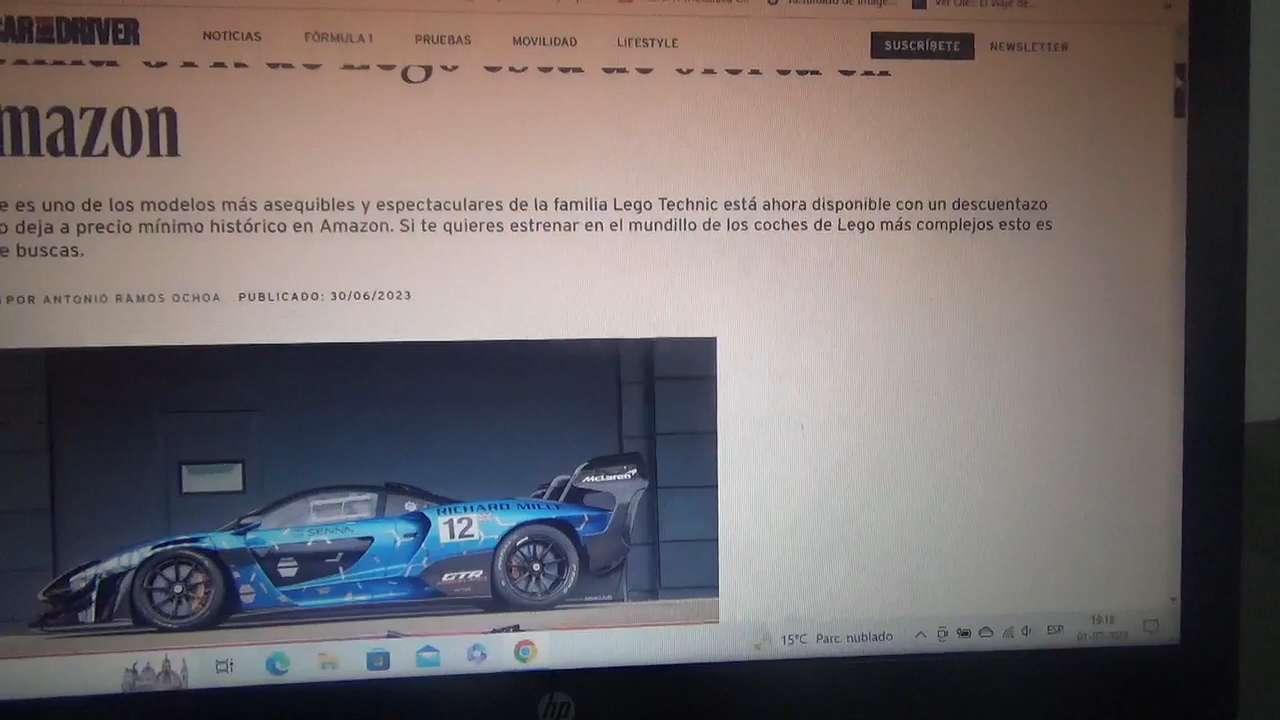 CAR DRIVER NOTICIAS FÓRMULA 1 PRUEBAS MOVILIDAD LIFESTYLE SUSCRÍBETE NEWSLETTER
mazon
e es uno de los modelos más asequibles y espectaculares de la familia Lego Technic está ahora disponible con un descuentazo
o deja a precio mínimo histórico en Amazon. Si te quieres estrenar en el mundillo de los coches de Lego más complejos esto es
e buscas.
POR ANTONIO RAMOS OCHOA PUBLICADO: 30/06/2023
McLaren
RICHARD MILLE
SENNA
12
GTR
15°C Parc. nublado ESP 19:18
hp